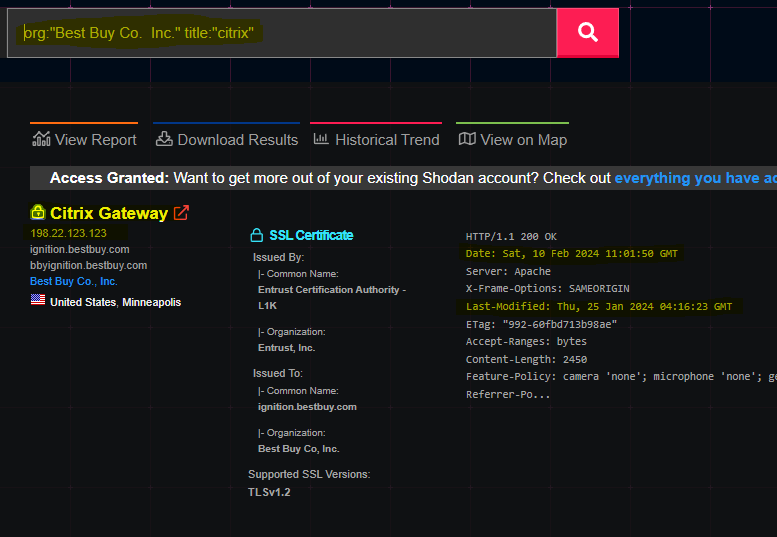 org:"Best Buy Co.  Inc." title:"citrix"
View Report
Download Results
Historical Trend
View on Map
Access Granted: Want to get more out of your existing Shodan account? Check out everything you have ac
Citrix Gateway
198.22.123.123
ignition.bestbuy.com
bbyignition.bestbuy.com
Best Buy Co., Inc.
United States, Minneapolis
SSL Certificate
Issued By:
|- Common Name:
Entrust Certification Authority -
L1K
|- Organization:
Entrust, Inc.
Issued To:
|- Common Name:
ignition.bestbuy.com
|- Organization:
Best Buy Co, Inc.
Supported SSL Versions:
TLSv1.2
HTTP/1.1 200 OK
Date: Sat, 10 Feb 2024 11:01:50 GMT
Server: Apache
X-Frame-Options: SAMEORIGIN
Last-Modified: Thu, 25 Jan 2024 04:16:23 GMT
ETag: "992-60fbd713b98ae"
Accept-Ranges: bytes
Content-Length: 2450
Feature-Policy: camera 'none'; microphone 'none'; ge
Referrer-Po...